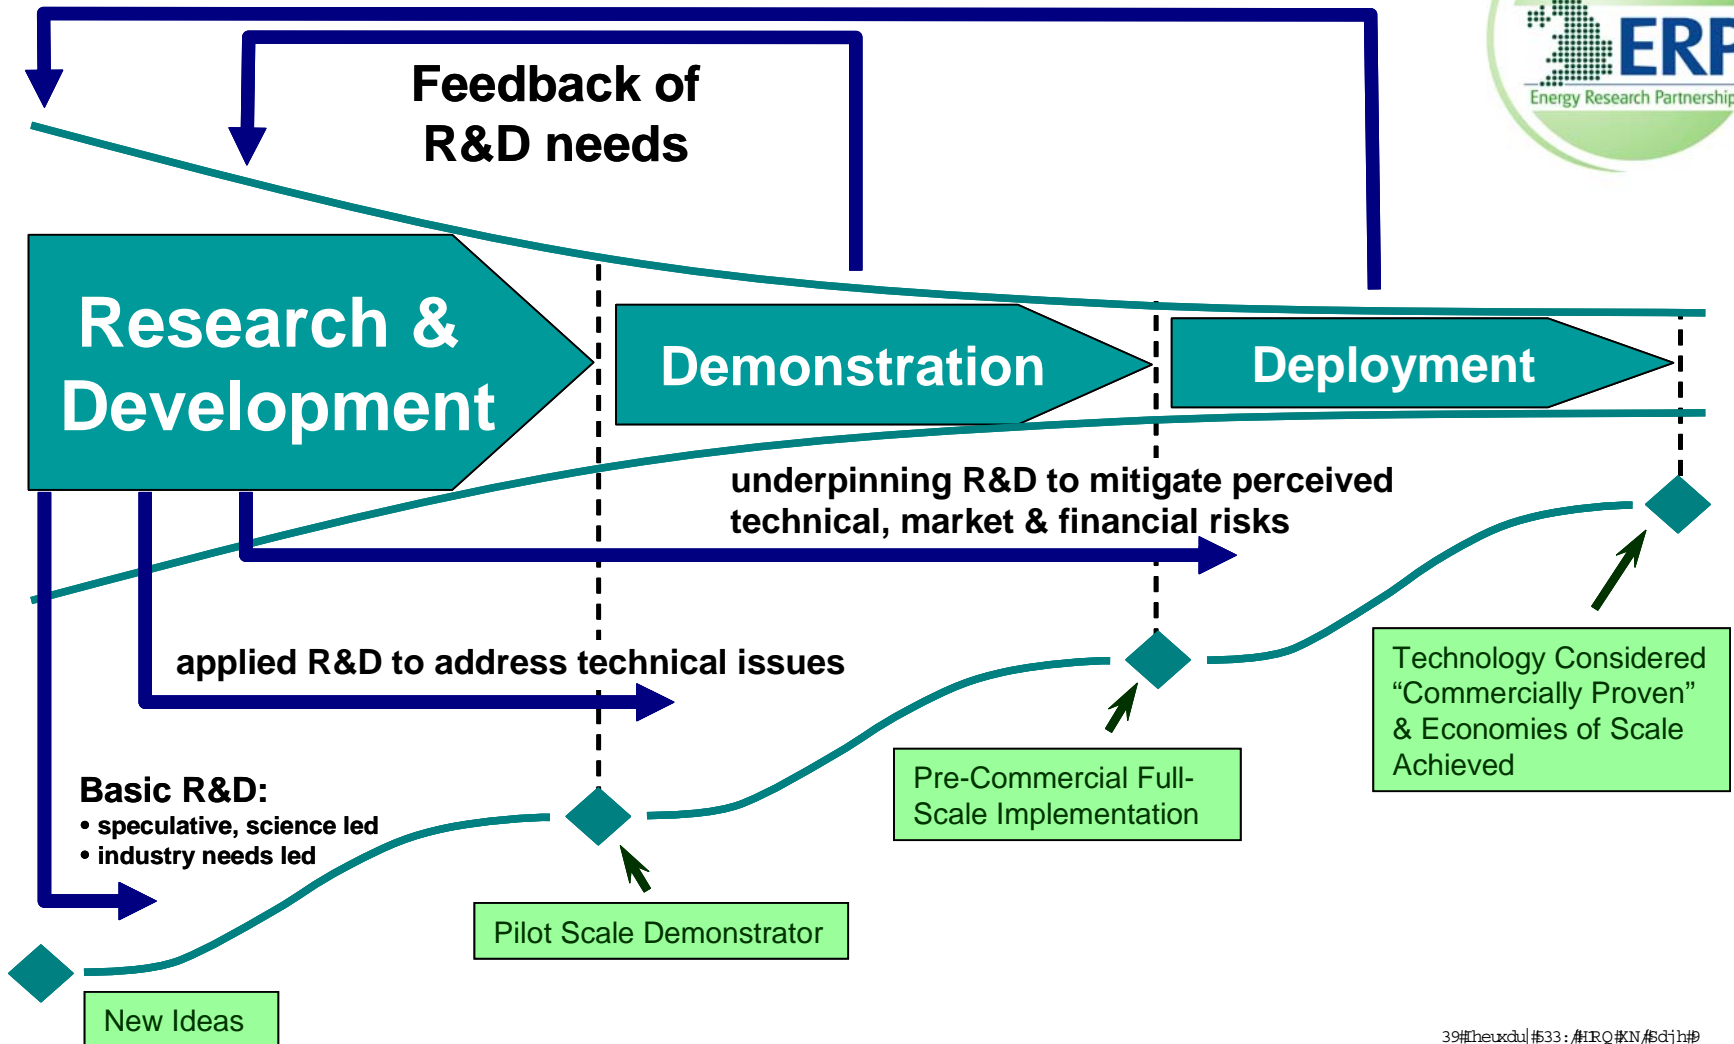 Feedback of
R&D needs
ERP
Energy Research Partnership
Research &
Development
Demonstration
Deployment
underpinning R&D to mitigate perceived
technical, market & financial risks
applied R&D to address technical issues
Basic R&D:
• speculative, science led
• industry needs led
Technology Considered
“Commercially Proven”
& Economies of Scale
Achieved
Pre-Commercial Full-
Scale Implementation
Pilot Scale Demonstrator
New Ideas